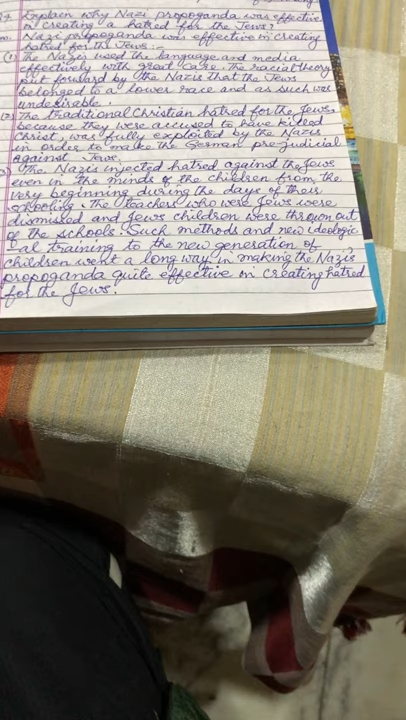 Explain why Nazi propoganda was effective
in creating a hatred for the Jews?
Nazi propoganda was effective in creating
hatred for the Jews :-
(1) The Nazis used the language and media
effectively with great care. The racial theory
put forward by the Nazis that the Jews
belonged to a lower race and as such was
undesirable.
(2) The traditional Christian hatred for the Jews,
because they were accused to have killed
Christ, was fully exploited by the Nazis
in order to make the German pre-judicial
against Jews.
The Nazis injected hatred against the Jews
even in the minds of the children from the
very beginning during the days of their
schooling. The teachers who were Jews were
dismissed and Jews children were thrown out
of the schools. Such methods and new ideologic
-al training to the new generation of
children went a long way in making the Nazis
propoganda quite effective in creating hatred
for the Jews.